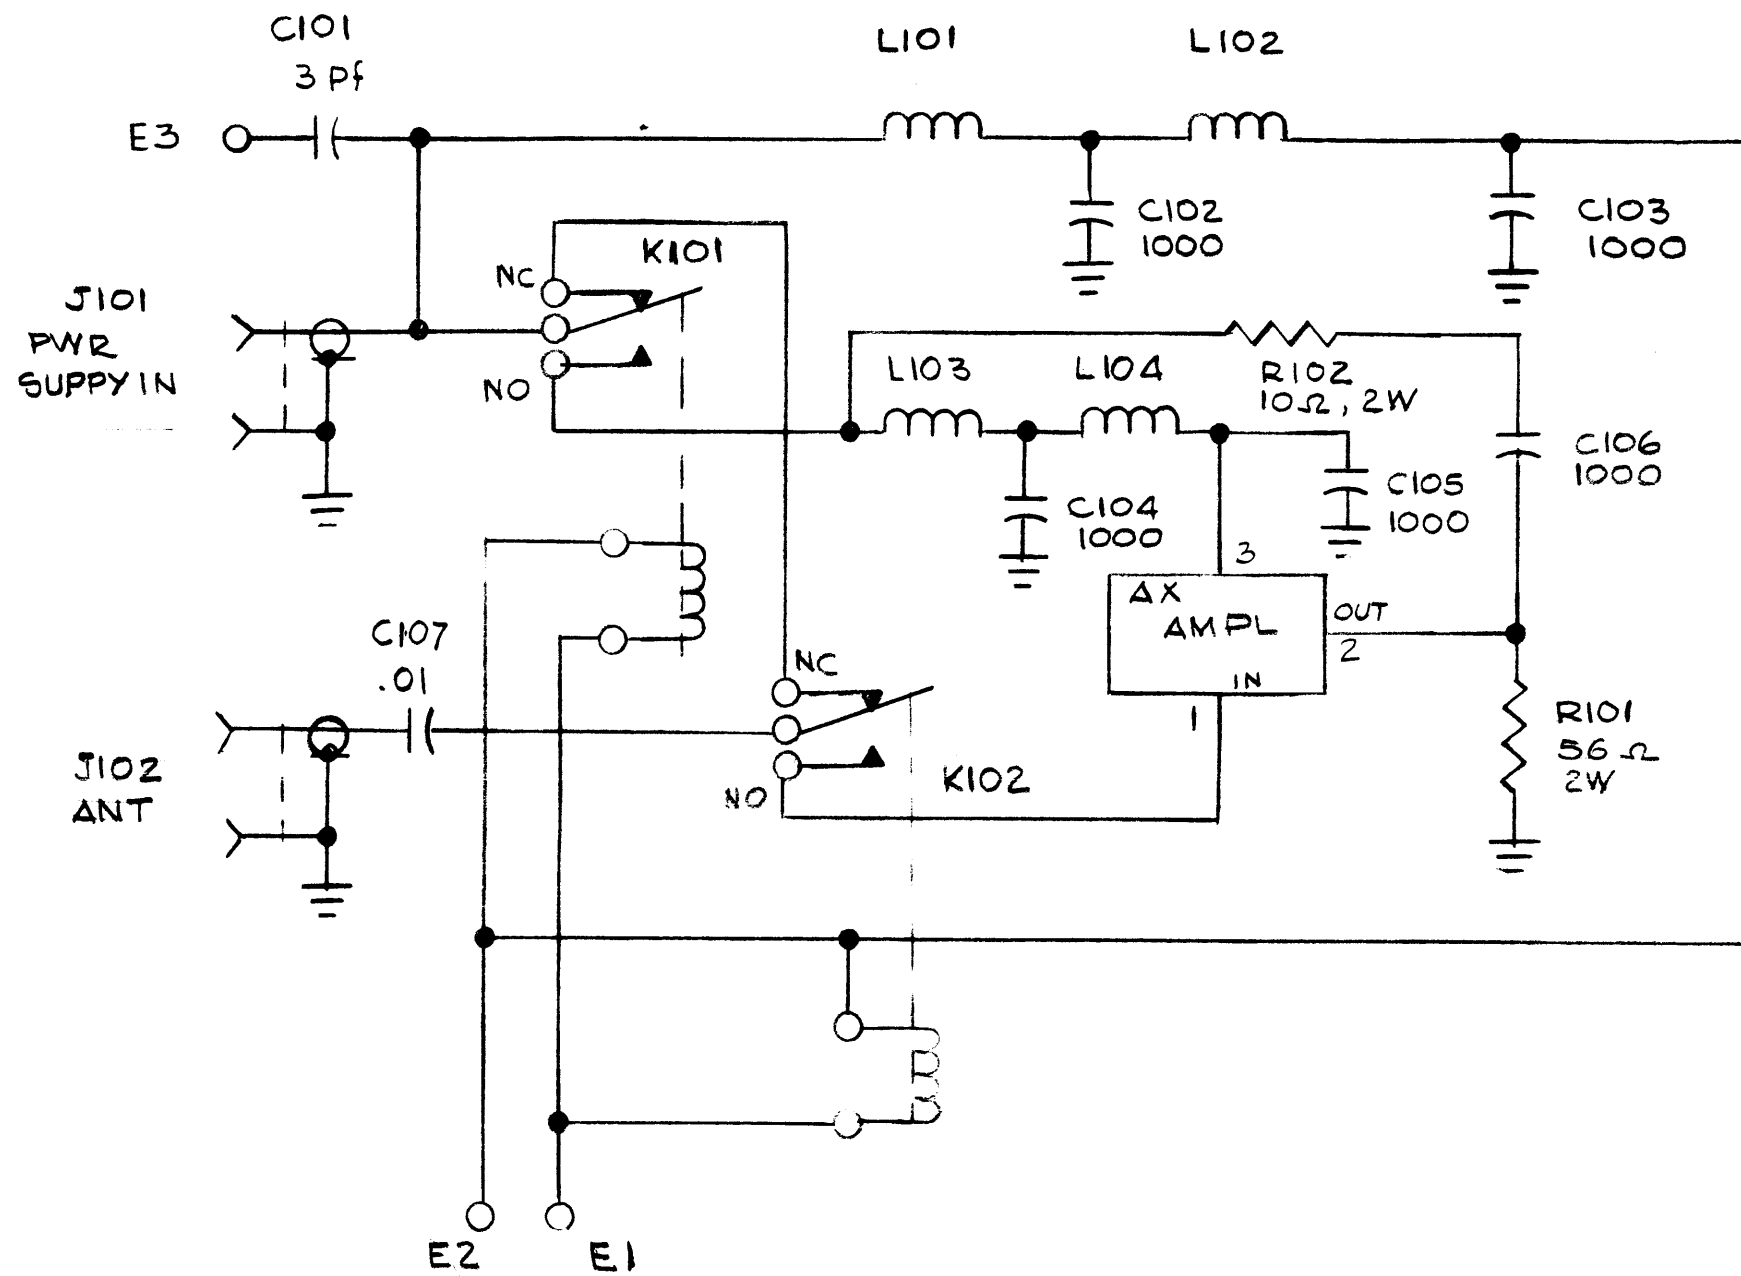 C101
3 Pf
E3
L101
L102
C102
1000
C103
1000
K101
NC
NO
J101
PWR
SUPPY IN
L103
L104
R102
10Ω, 2W
C106
1000
C105
1000
C104
1000
3
AX
AMPL
OUT
2
IN
1
C107
.01
NC
NO
K102
R101
56 Ω
2W
J102
ANT
E2
E1